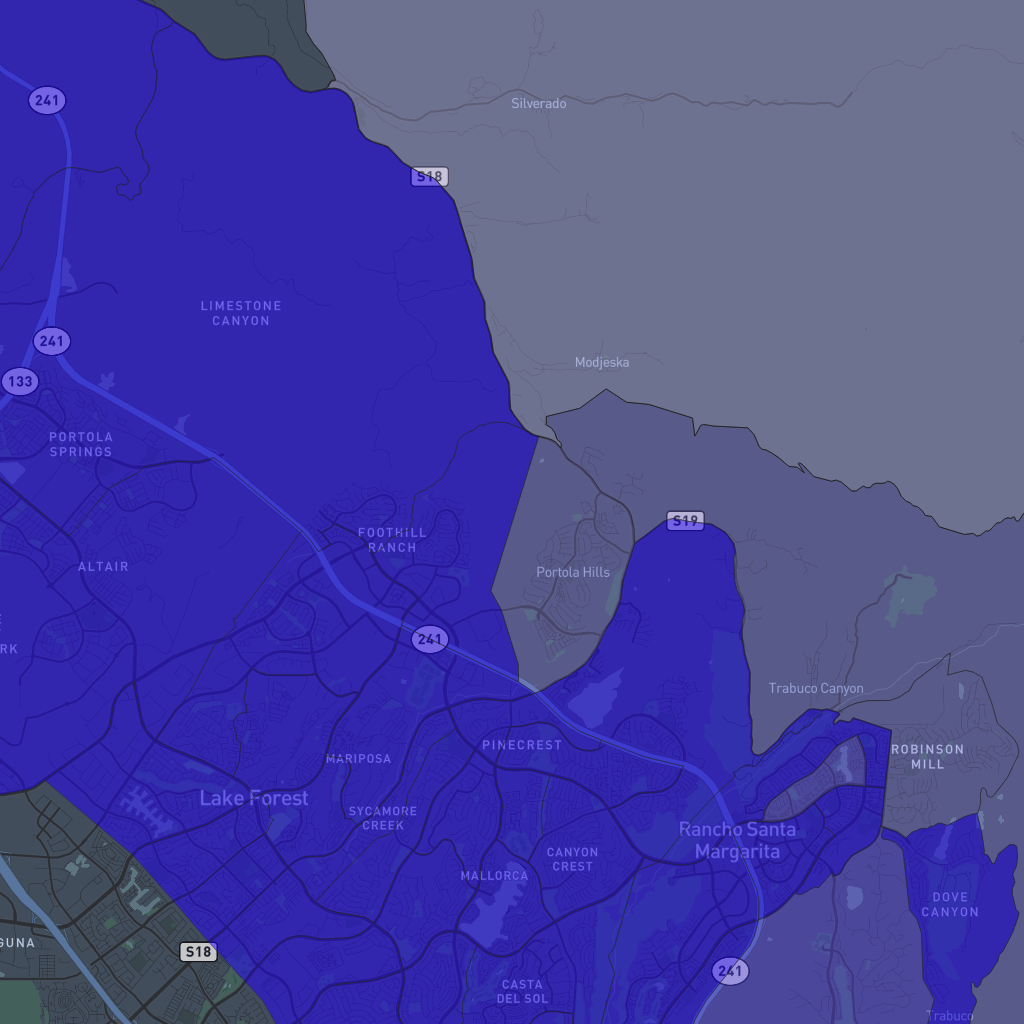 241
Silverado
S18
LIMESTONE
CANYON
241
Modjeska
133
PORTOLA
SPRINGS
S19
FOOTHILL
RANCH
ALTAIR
Portola Hills
241
RK
Trabuco Canyon
PINECREST
ROBINSON
MILL
MARIPOSA
Lake Forest
SYCAMORE
CREEK
Rancho Santa
Margarita
CANYON
CREST
MALLORCA
DOVE
CANYON
GUNA
S18
241
CASTA
DEL SOL
Trabuco